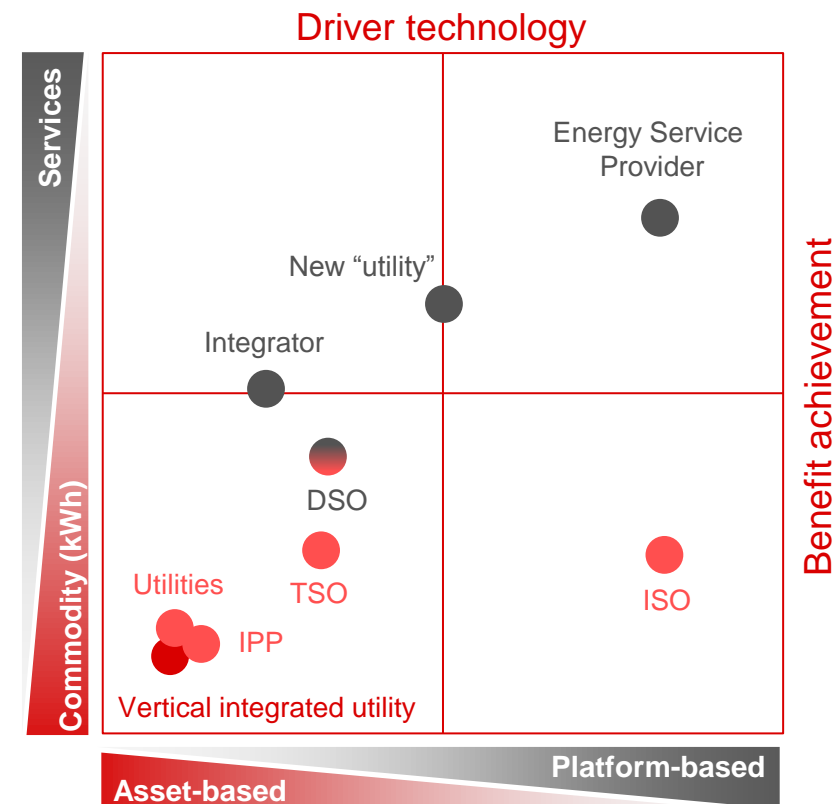 Driver technology
Services
Energy Service
Provider
New “utility”
Integrator
Benefit achievement
DSO
Commodity (kWh)
TSO
ISO
Utilities
IPP
Vertical integrated utility
Platform-based
Asset-based